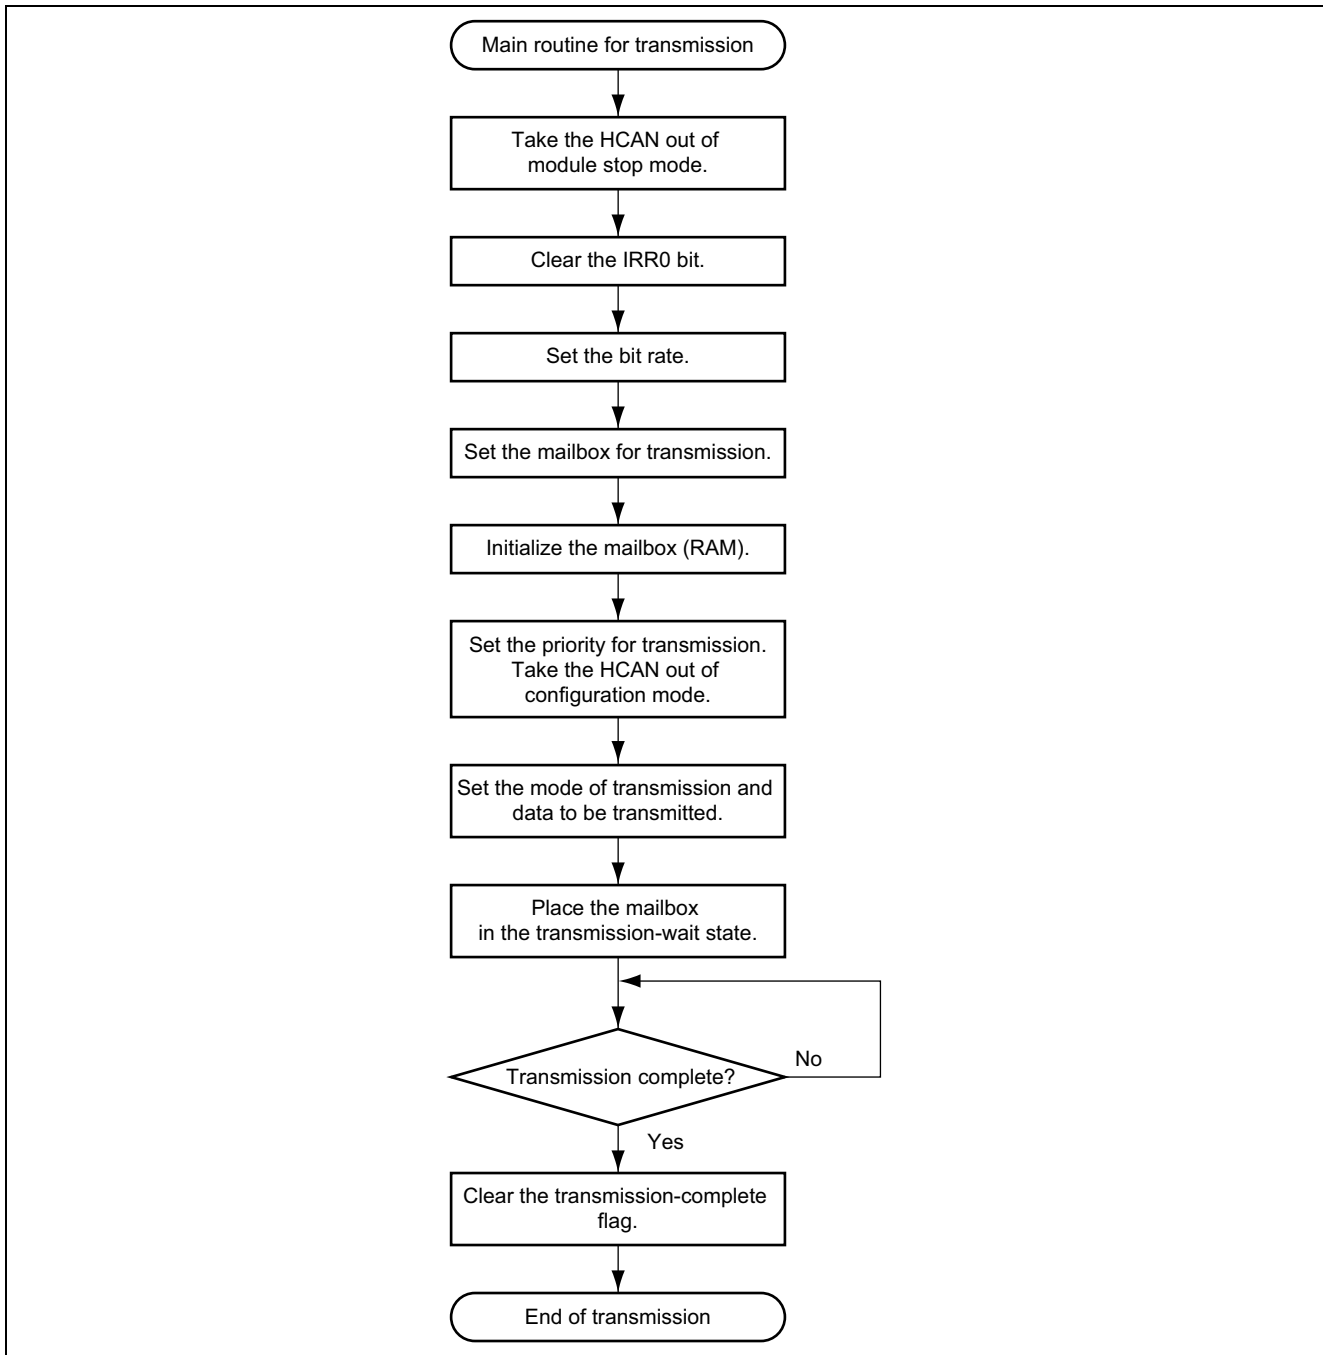 Main routine for transmission
Take the HCAN out of
module stop mode.
Clear the IRR0 bit.
Set the bit rate.
Set the mailbox for transmission.
Initialize the mailbox (RAM).
Set the priority for transmission.
Take the HCAN out of
configuration mode.
Set the mode of transmission and
data to be transmitted.
Place the mailbox
in the transmission-wait state.
Transmission complete?
No
Yes
Clear the transmission-complete
flag.
End of transmission